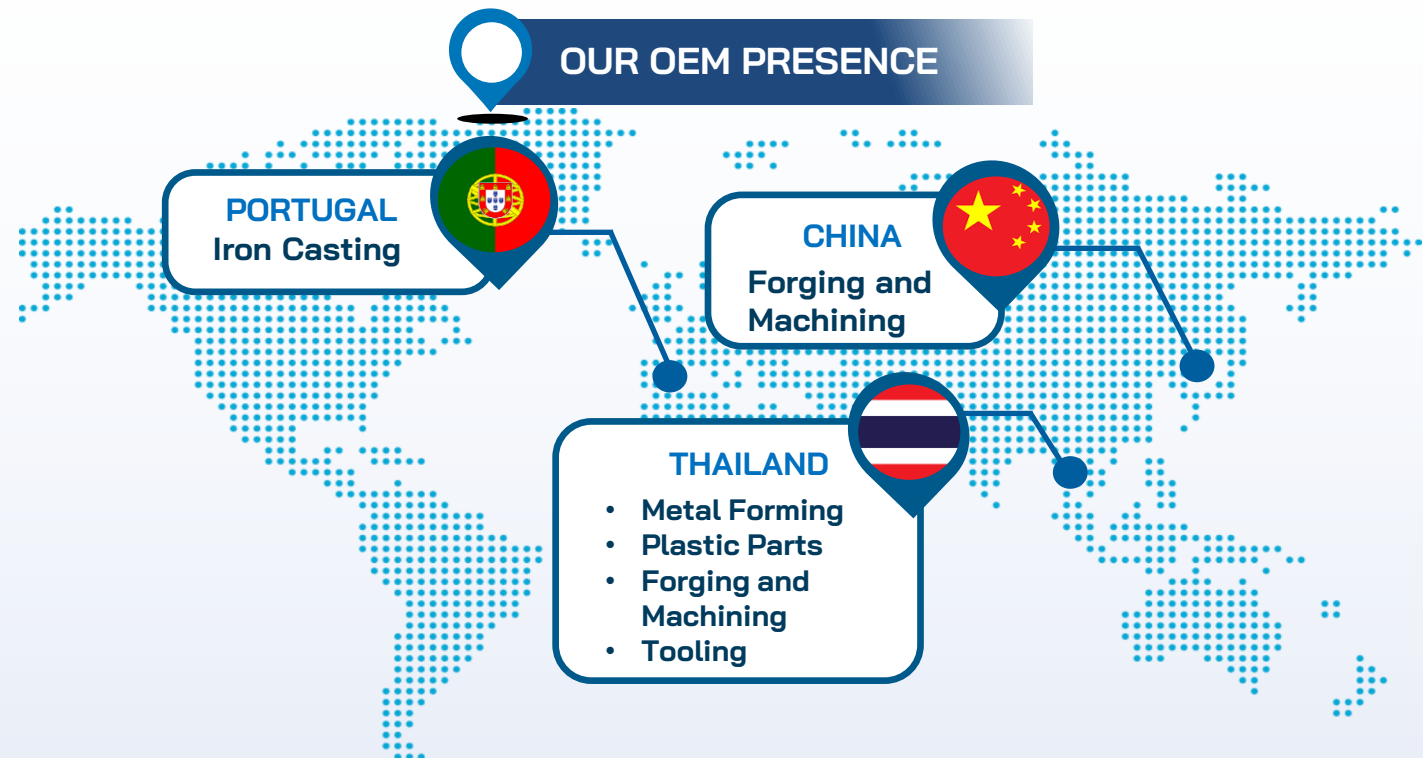 OUR OEM PRESENCE
PORTUGAL
Iron Casting
CHINA
Forging and
Machining
THAILAND
• Metal Forming
• Plastic Parts
• Forging and
Machining
• Tooling